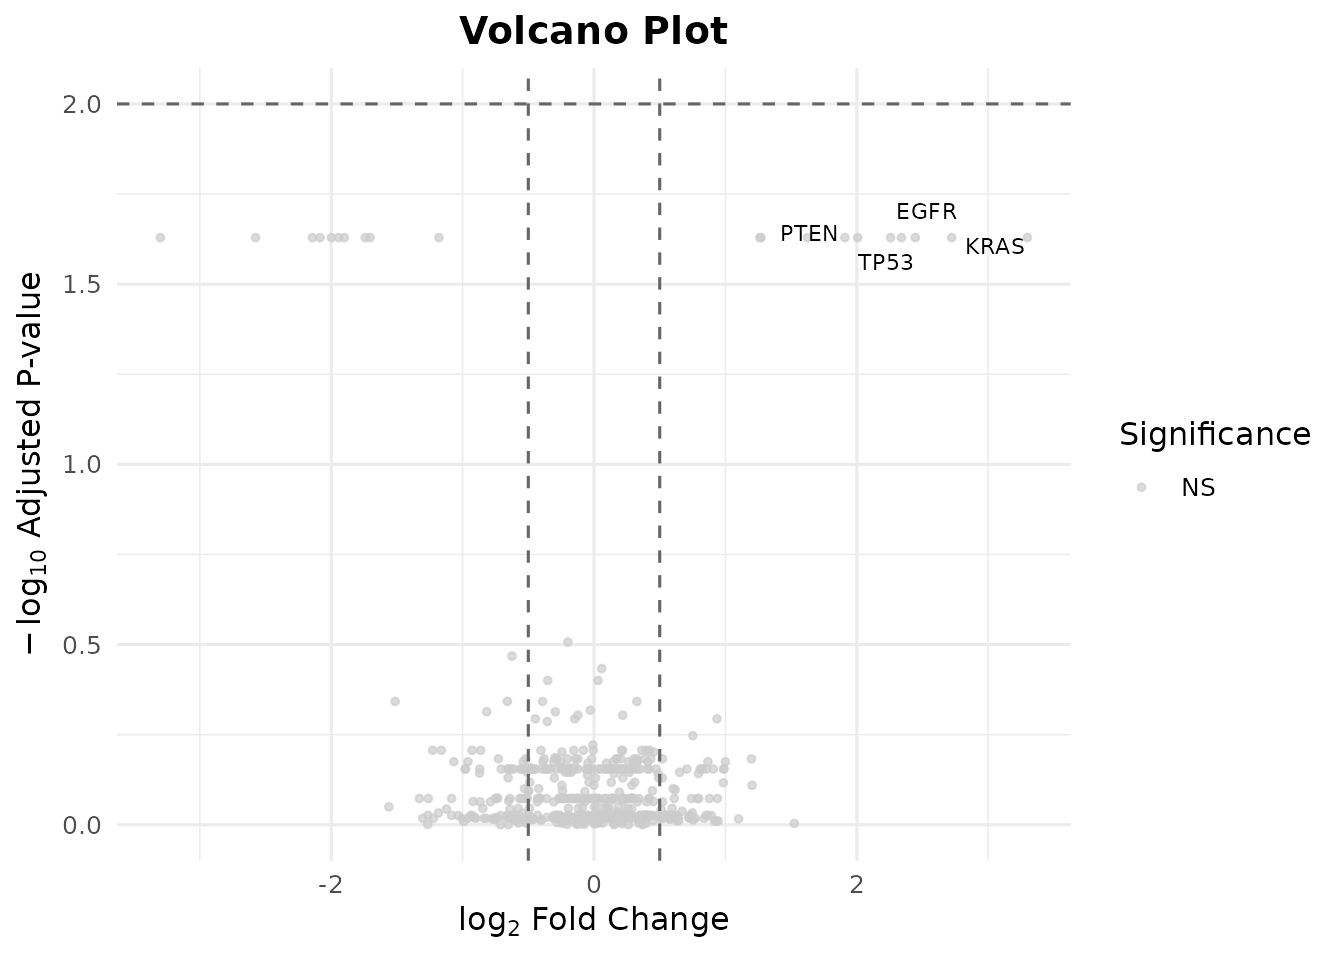 Volcano Plot
− log10 Adjusted P-value
2.0
1.5
1.0
0.5
0.0
EGFR
PTEN
KRAS
TP53
Significance
NS
-2
0
2
log2 Fold Change